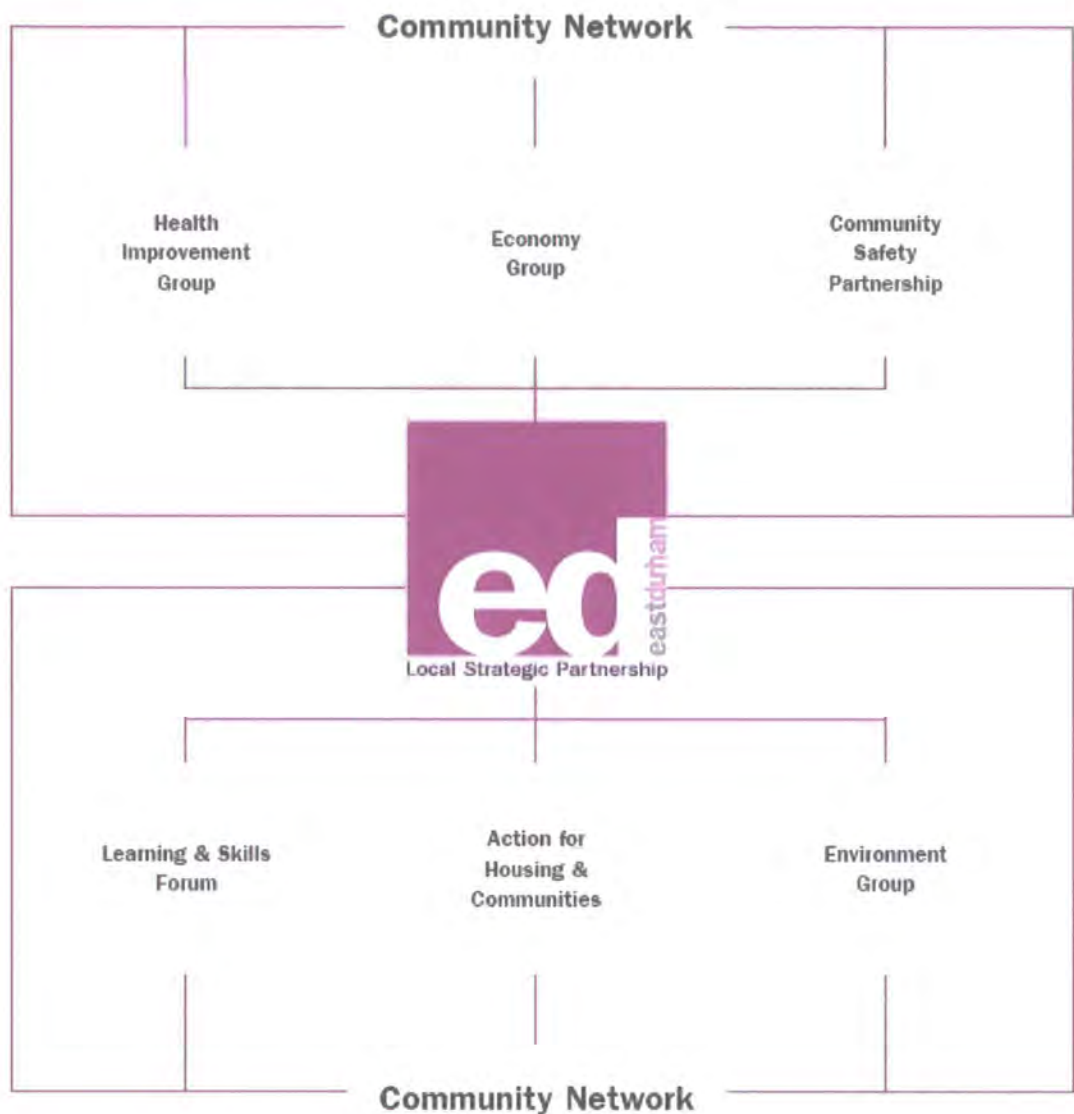 Community Network
Health
Improvement
Group
Economy
Group
Community
Safety
Partnership
ed
eastdurham
Local Strategic Partnership
Learning & Skills
Forum
Action for
Housing &
Communities
Environment
Group
Community Network